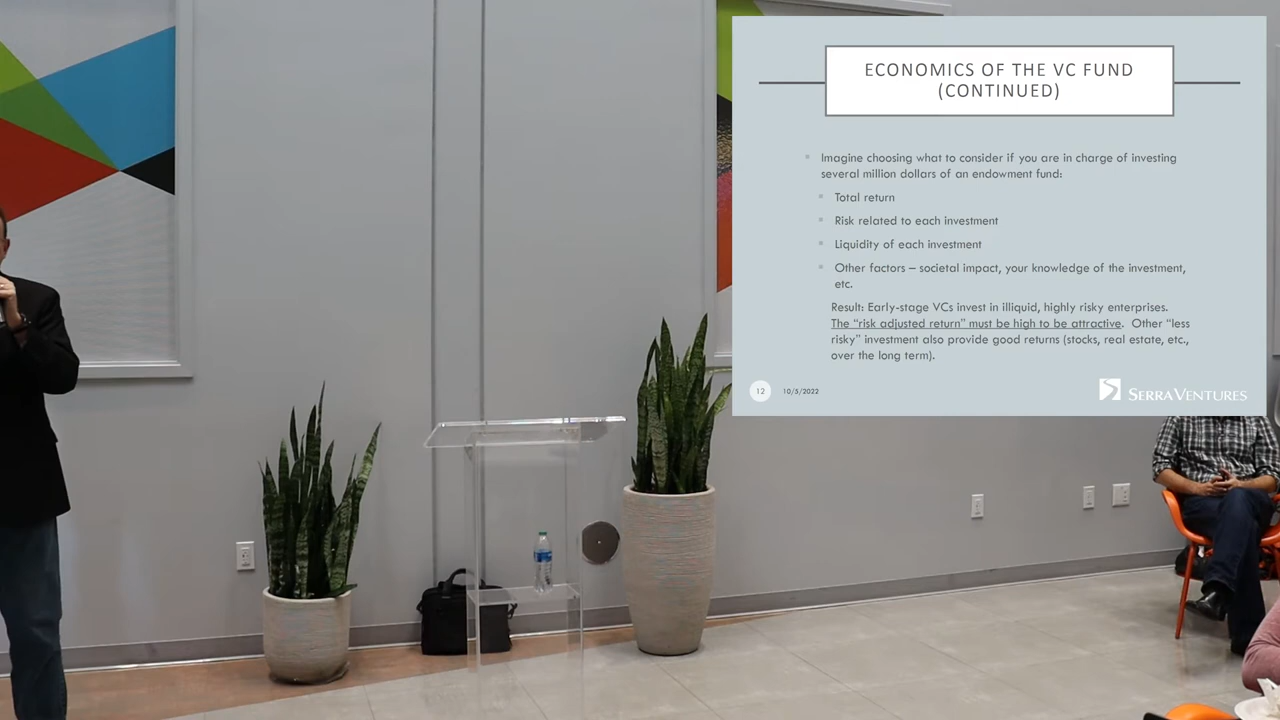 ECONOMICS OF THE VC FUND
(CONTINUED)
Imagine choosing what to consider if you are in charge of investing
several million dollars of an endowment fund:
Total return
Risk related to each investment
Liquidity of each investment
Other factors – societal impact, your knowledge of the investment,
etc.
Result: Early-stage VCs invest in illiquid, highly risky enterprises.
The “risk adjusted return” must be high to be attractive. Other “less
risky” investment also provide good returns (stocks, real estate, etc.,
over the long term).
12 10/5/2022
SERRAVENTURES